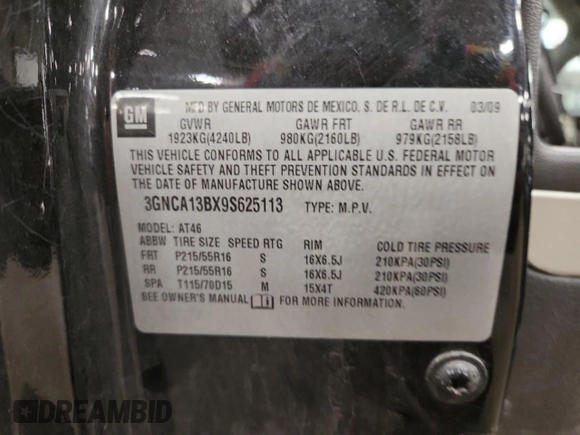 GM
MFD BY GENERAL MOTORS DE MEXICO. S. DE R.L. DE C.V. 03/09
GVWR GAWR FRT GAWR RR
1923KG(4240LB) 980KG(2160LB) 979KG(2158LB)
THIS VEHICLE CONFORMS TO ALL APPLICABLE U.S. FEDERAL MOTOR
VEHICLE SAFETY AND THEFT PREVENTION STANDARDS IN EFFECT ON
THE DATE OF MANUFACTURE SHOWN ABOVE.
3GNCA13BX9S625113 TYPE: M.P.V.
MODEL: AT46
ABBW TIRE SIZE SPEED RTG RIM COLD TIRE PRESSURE
FRT P215/55R16 S 16X6.5J 210KPA(30PSI)
RR P215/55R16 S 16X6.5J 210KPA(30PSI)
SPA T115/70D15 M 15X4T 420KPA(60PSI)
SEE OWNER'S MANUAL FOR MORE INFORMATION.
DREAMBID